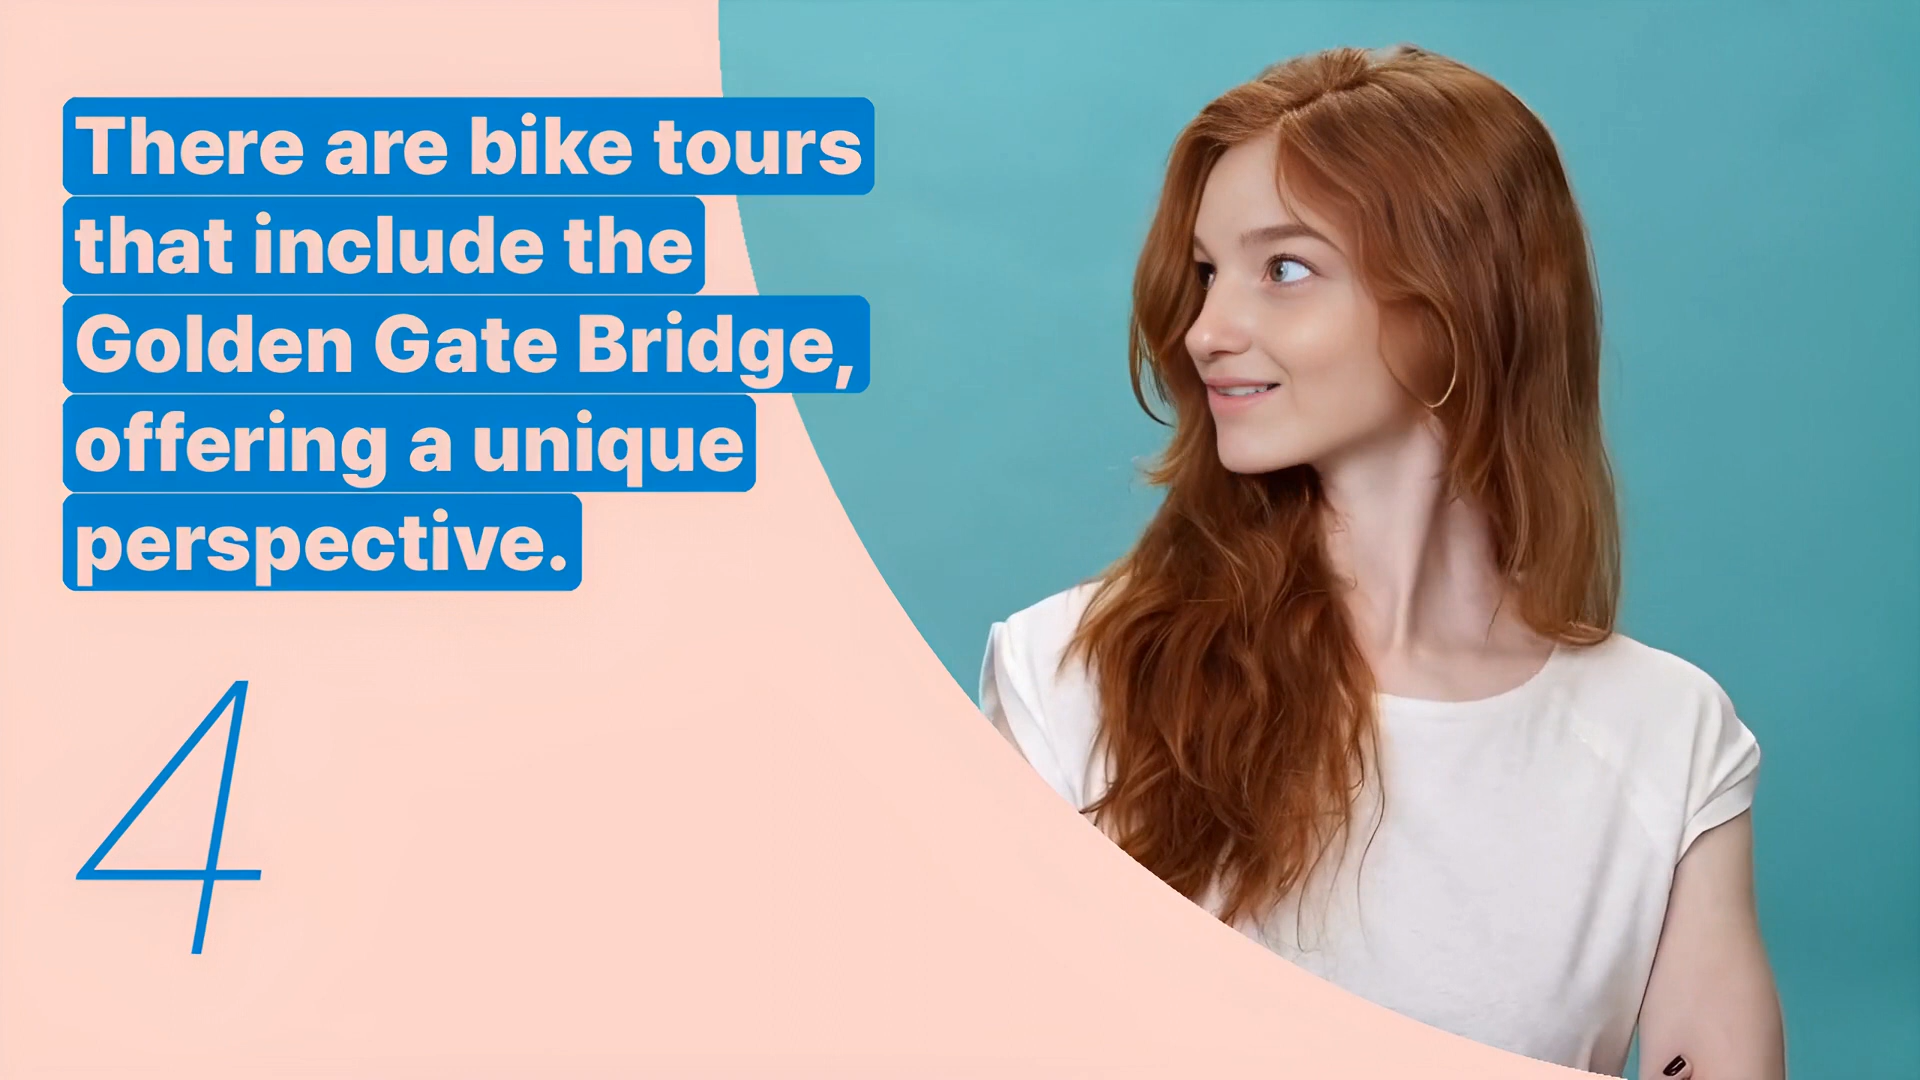 There are bike tours
that include the
Golden Gate Bridge,
offering a unique
perspective.
4